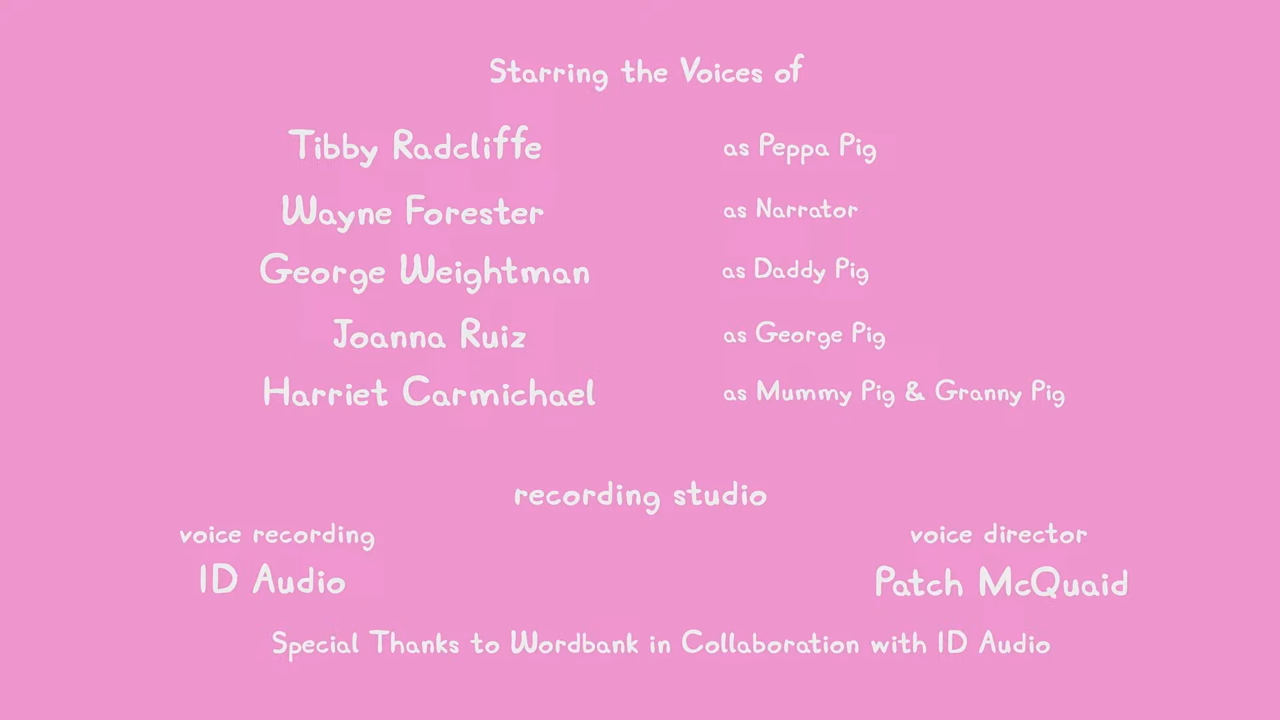 Starring the Voices of
Tibby Radcliffe as Peppa Pig
Wayne Forester as Narrator
George Weightman as Daddy Pig
Joanna Ruiz as George Pig
Harriet Carmichael as Mummy Pig & Granny Pig
recording studio
voice recording voice director
ID Audio Patch McQuaid
Special Thanks to Wordbank in Collaboration with ID Audio